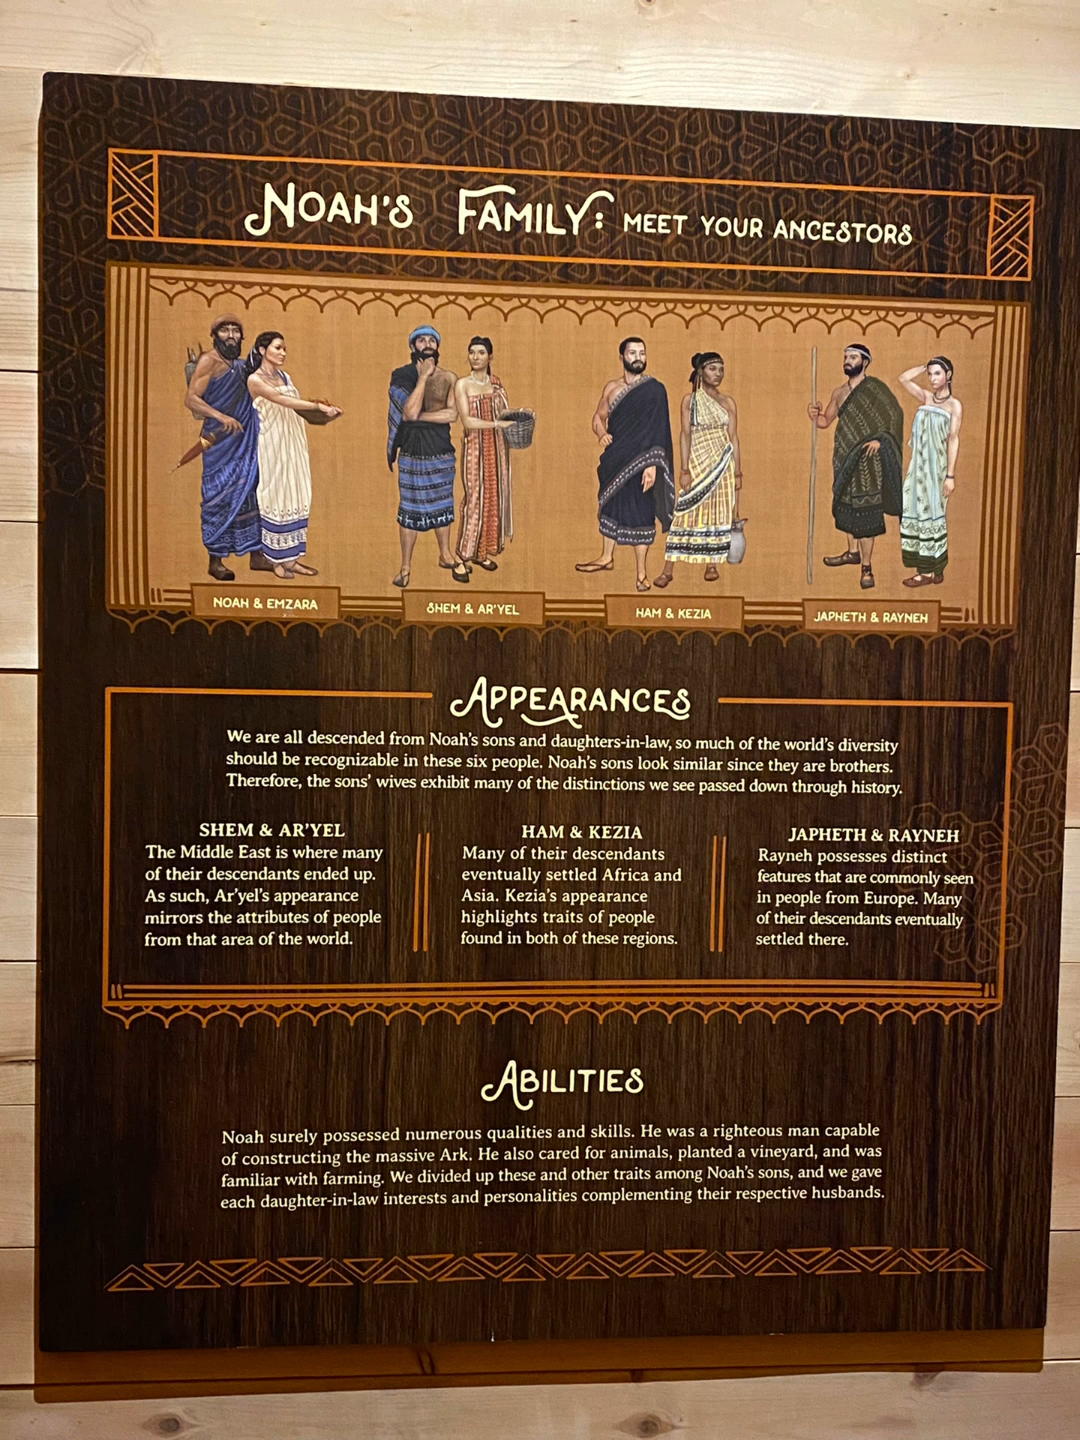 NOAH'S FAMILY: MEET YOUR ANCESTORS
NOAH & EMZARA
SHEM & AR'YEL
HAM & KEZIA
JAPHETH & RAYNEH
APPEARANCES
We are all descended from Noah's sons and daughters-in-law, so much of the world's diversity
should be recognizable in these six people. Noah's sons look similar since they are brothers.
Therefore, the sons' wives exhibit many of the distinctions we see passed down through history.
SHEM & AR'YEL
The Middle East is where many
of their descendants ended up.
As such, Ar'yel's appearance
mirrors the attributes of people
from that area of the world.
HAM & KEZIA
Many of their descendants
eventually settled Africa and
Asia. Kezia's appearance
highlights traits of people
found in both of these regions.
JAPHETH & RAYNEH
Rayneh possesses distinct
features that are commonly seen
in people from Europe. Many
of their descendants eventually
settled there.
ABILITIES
Noah surely possessed numerous qualities and skills. He was a righteous man capable
of constructing the massive Ark. He also cared for animals, planted a vineyard, and was
familiar with farming. We divided up these and other traits among Noah's sons, and we gave
each daughter-in-law interests and personalities complementing their respective husbands.